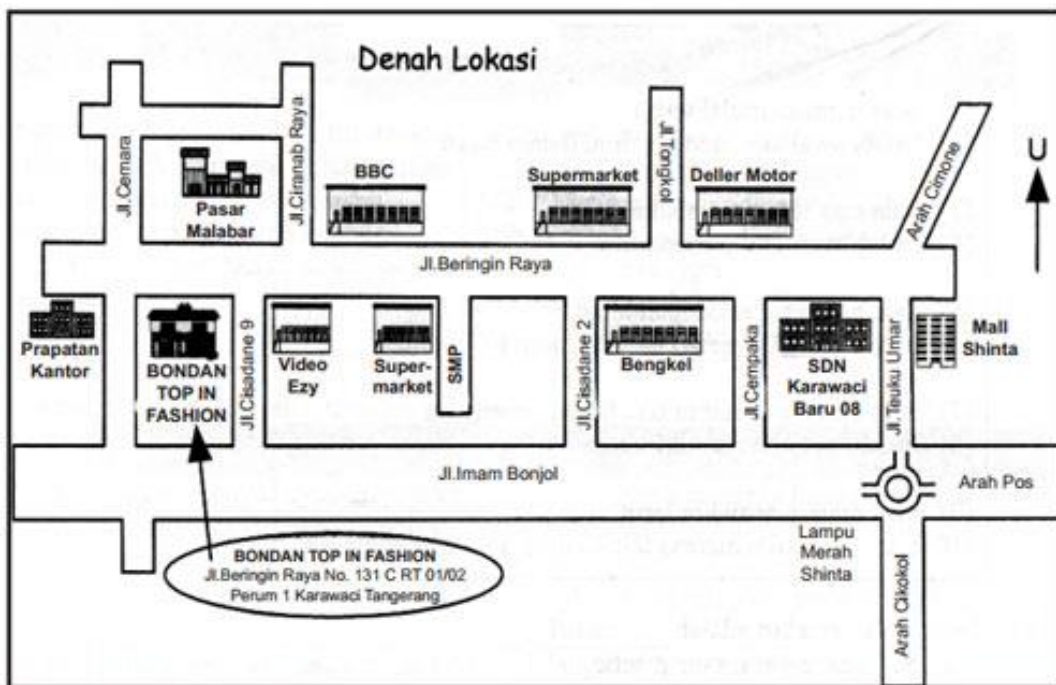 Denah Lokasi
Jl.Cemara
Jl.Ciranab Raya
Pasar
Malabar
BBC
Supermarket
Jl.Tongkol
Deller Motor
Arah Cimone
U
Jl.Beringin Raya
Prapatan
Kantor
BONDAN
TOP IN
FASHION
Jl.Cisadane 9
Video
Ezy
Super-
market
SMP
Jl.Cisadane 2
Bengkel
Jl.Cempaka
SDN
Karawaci
Baru 08
Jl.Teuku Umar
Mall
Shinta
Jl.Imam Bonjol
Arah Pos
Lampu
Merah
Shinta
Arah Cikokol
BONDAN TOP IN FASHION
Jl.Beringin Raya No. 131 C RT 01/02
Perum 1 Karawaci Tangerang